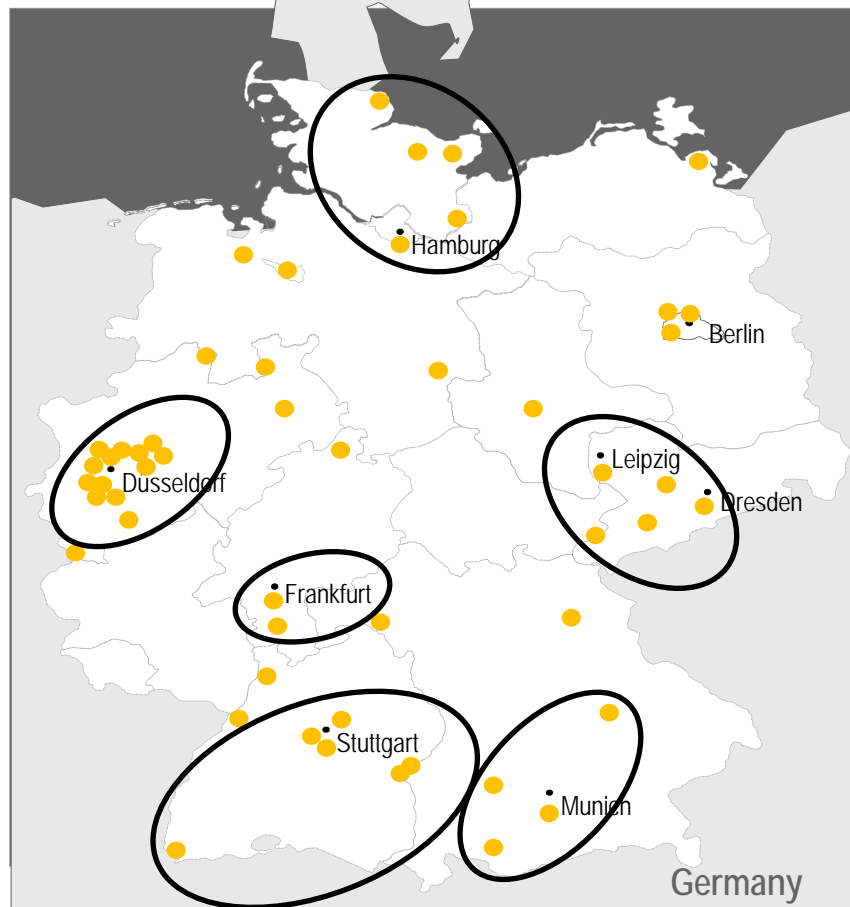 Hamburg
Berlin
Leipzig
Dusseldorf
Dresden
Frankfurt
Stuttgart
Munich
Germany